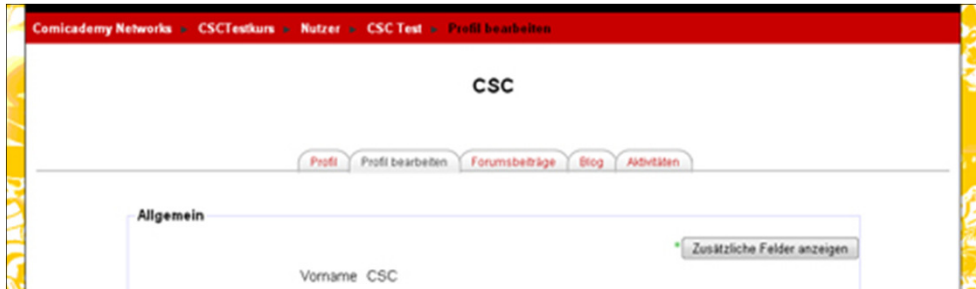 Comicademy Networks ► CSCTestkurs ► Nutzer ► CSC Test ► Profil bearbeiten
CSC
Profil Profil bearbeiten Forumsbeiträge Blog Aktivitäten
Allgemein
* Zusätzliche Felder anzeigen
Vorname CSC